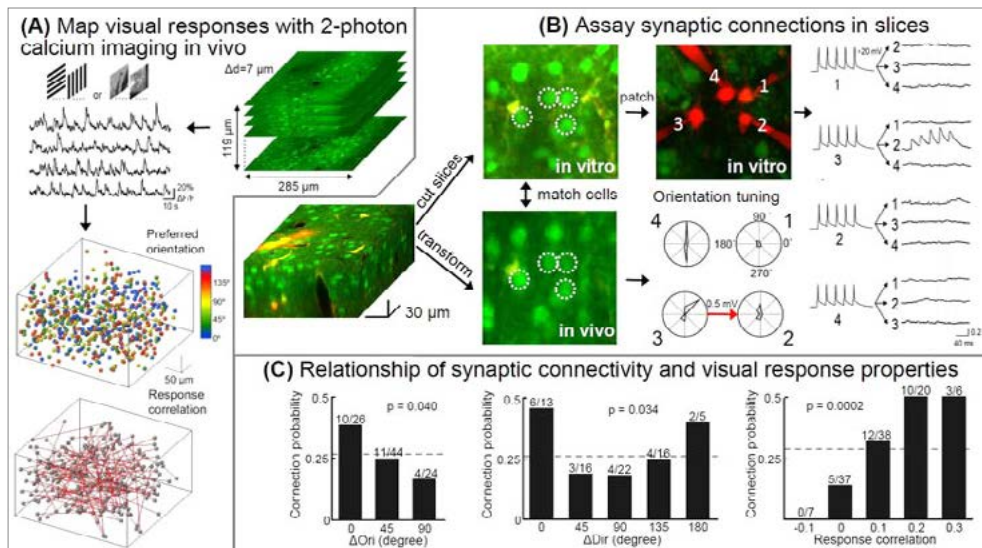 (A) Map visual responses with 2-photon
calcium imaging in vivo
or
Δd=7 µm
119 µm
285 µm
20%
ΔF/F
10 s
Preferred orientation
135°
90°
45°
0°
50 µm
Response
correlation
30 µm
cut slices
transform
(B) Assay synaptic connections in slices
in vitro
patch
4
1
3
2
in vitro
match cells
in vivo
Orientation tuning
4
90°
1
180°
0°
270°
0.5 mV
3
2
~20 mV
1
2
3
4
3
1
2
4
2
1
3
4
4
1
2
3
0.2
40 ms
(C) Relationship of synaptic connectivity and visual response properties
Connection probability
0.5
0.25
0
10/26
11/44
4/24
p = 0.040
0 45 90
ΔOri (degree)
Connection probability
0.5
0.25
0
6/13
3/16
4/22
4/16
2/5
p = 0.034
0 45 90 135 180
ΔDir (degree)
Connection probability
0.5
0.25
0
0/7
5/37
12/38
10/20
3/6
p = 0.0002
-0.1 0 0.1 0.2 0.3
Response correlation